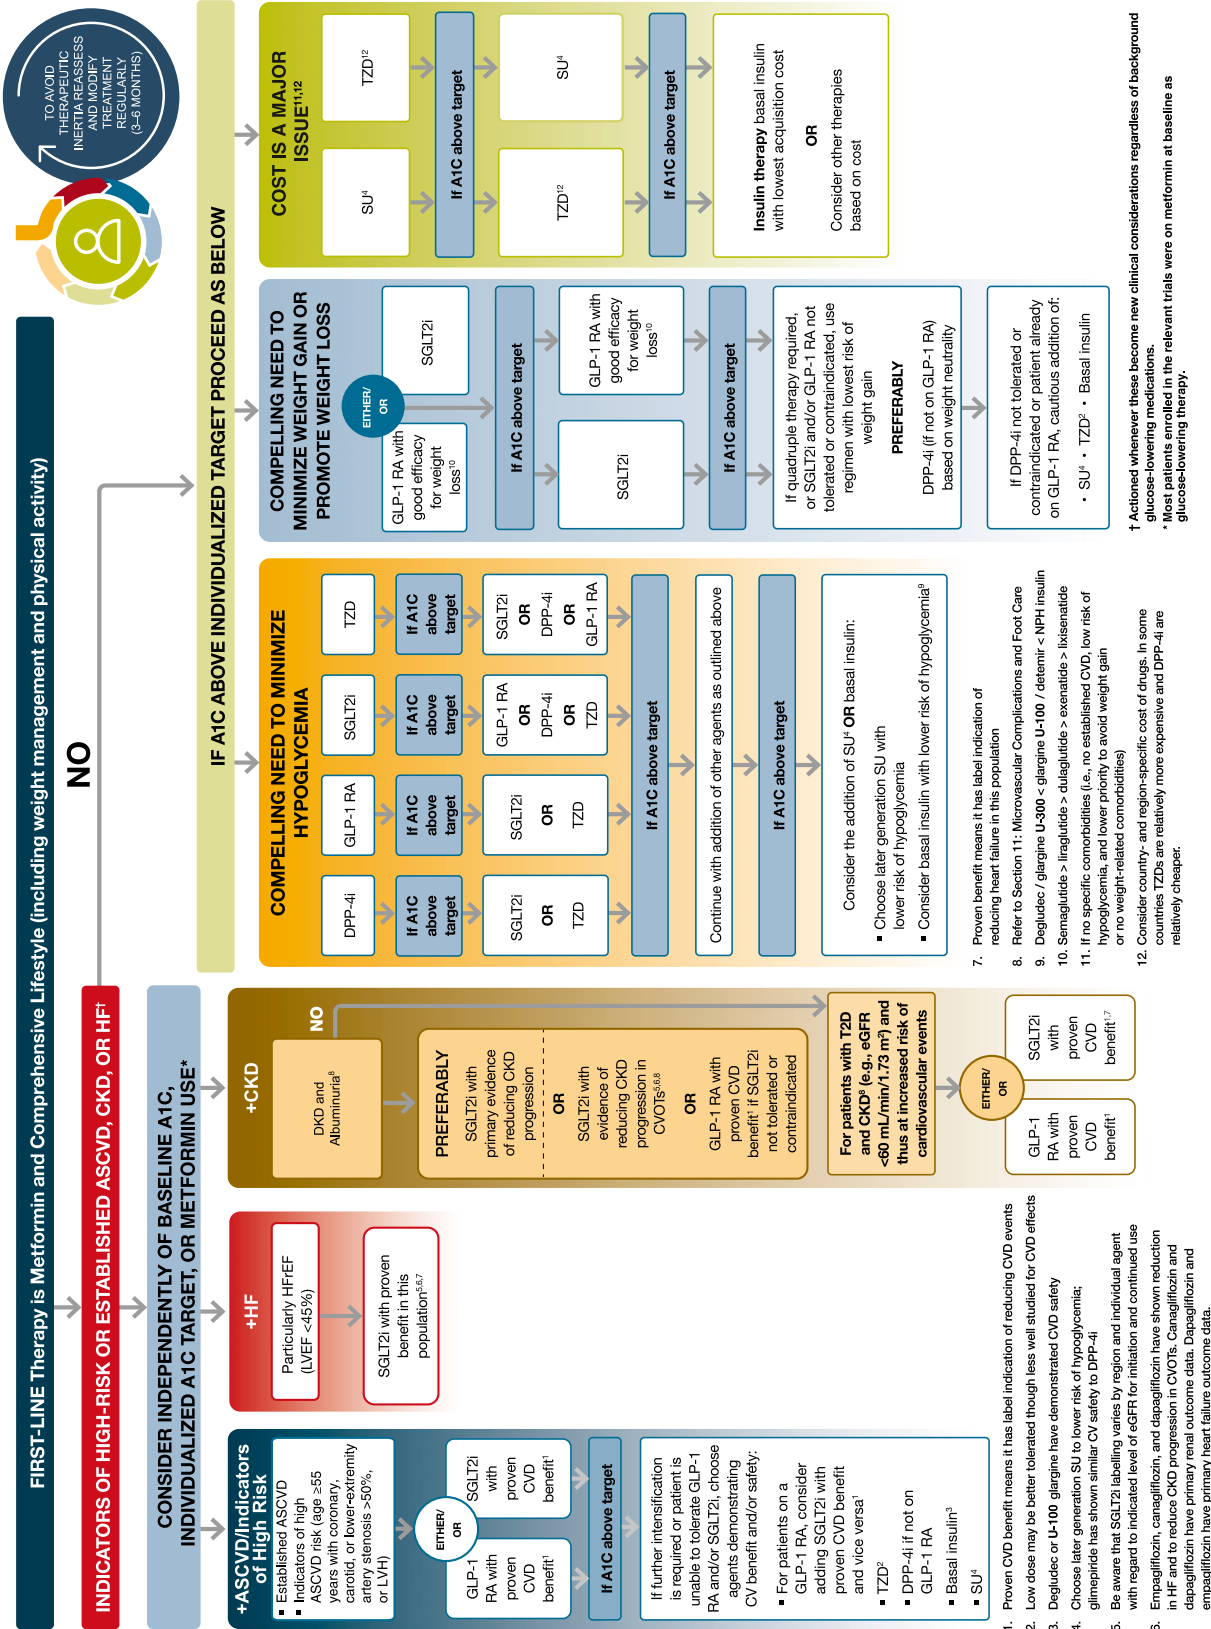 FIRST-LINE Therapy is Metformin and Comprehensive Lifestyle (including weight management and physical activity)
TO AVOID
THERAPEUTIC
INERTIA REASSESS
AND MODIFY
TREATMENT
REGULARLY
(3–6 MONTHS)
INDICATORS OF HIGH-RISK OR ESTABLISHED ASCVD, CKD, OR HF†
NO
CONSIDER INDEPENDENTLY OF BASELINE A1C,
INDIVIDUALIZED A1C TARGET, OR METFORMIN USE*
IF A1C ABOVE INDIVIDUALIZED TARGET PROCEED AS BELOW
+ASCVD/Indicators
of High Risk
▪ Established ASCVD
▪ Indicators of high
ASCVD risk (age ≥55
years with coronary,
carotid, or lower-extremity
artery stenosis >50%,
or LVH)
EITHER/
OR
GLP-1
RA with
proven
CVD
benefit¹
SGLT2i
with
proven
CVD
benefit¹
If A1C above target
If further intensification
is required or patient is
unable to tolerate GLP-1
RA and/or SGLT2i, choose
agents demonstrating
CV benefit and/or safety:
▪ For patients on a
GLP-1 RA, consider
adding SGLT2i with
proven CVD benefit
and vice versa¹
▪ TZD²
▪ DPP-4i if not on
GLP-1 RA
▪ Basal insulin³
▪ SU⁴
+HF
Particularly HFrEF
(LVEF <45%)
SGLT2i with proven
benefit in this
population⁵,⁶,⁷
+CKD
DKD and
Albuminuria⁸
NO
PREFERABLY
SGLT2i with
primary evidence
of reducing CKD
progression
OR
SGLT2i with
evidence of
reducing CKD
progression in
CVOTs⁵,⁶,⁸
OR
GLP-1 RA with
proven CVD
benefit¹ if SGLT2i
not tolerated or
contraindicated
For patients with T2D
and CKD⁸ (e.g., eGFR
<60 mL/min/1.73 m²) and
thus at increased risk of
cardiovascular events
EITHER/
OR
GLP-1
RA with
proven
CVD
benefit¹
SGLT2i
with
proven
CVD
benefit¹,⁷
COMPELLING NEED TO MINIMIZE
HYPOGLYCEMIA
DPP-4i
GLP-1 RA
SGLT2i
TZD
If A1C
above
target
If A1C
above
target
If A1C
above
target
If A1C
above
target
SGLT2i
OR
TZD
SGLT2i
OR
TZD
GLP-1 RA
OR
DPP-4i
OR
TZD
SGLT2i
OR
DPP-4i
OR
GLP-1 RA
If A1C above target
Continue with addition of other agents as outlined above
If A1C above target
Consider the addition of SU⁴ OR basal insulin:
▪ Choose later generation SU with
lower risk of hypoglycemia
▪ Consider basal insulin with lower risk of hypoglycemia⁹
COMPELLING NEED TO
MINIMIZE WEIGHT GAIN OR
PROMOTE WEIGHT LOSS
EITHER/
OR
GLP-1 RA with
good efficacy
for weight
loss¹⁰
SGLT2i
If A1C above target
SGLT2i
GLP-1 RA with
good efficacy
for weight
loss¹⁰
If A1C above target
If quadruple therapy required,
or SGLT2i and/or GLP-1 RA not
tolerated or contraindicated, use
regimen with lowest risk of
weight gain
PREFERABLY
DPP-4i (if not on GLP-1 RA)
based on weight neutrality
If DPP-4i not tolerated or
contraindicated or patient already
on GLP-1 RA, cautious addition of:
• SU⁴ • TZD² • Basal insulin
COST IS A MAJOR
ISSUE¹¹,¹²
SU⁴
TZD¹²
If A1C above target
TZD¹²
SU⁴
If A1C above target
Insulin therapy basal insulin
with lowest acquisition cost
OR
Consider other therapies
based on cost
1. Proven CVD benefit means it has label indication of reducing CVD events
2. Low dose may be better tolerated though less well studied for CVD effects
3. Degludec or U-100 glargine have demonstrated CVD safety
4. Choose later generation SU to lower risk of hypoglycemia;
glimepiride has shown similar CV safety to DPP-4i
5. Be aware that SGLT2i labelling varies by region and individual agent
with regard to indicated level of eGFR for initiation and continued use
6. Empagliflozin, canagliflozin, and dapagliflozin have shown reduction
in HF and to reduce CKD progression in CVOTs. Canagliflozin and
dapagliflozin have primary renal outcome data. Dapagliflozin and
empagliflozin have primary heart failure outcome data.
7. Proven benefit means it has label indication of
reducing heart failure in this population
8. Refer to Section 11: Microvascular Complications and Foot Care
9. Degludec / glargine U-300 < glargine U-100 / detemir < NPH insulin
10. Semaglutide > liraglutide > dulaglutide > exenatide > lixisenatide
11. If no specific comorbidities (i.e., no established CVD, low risk of
hypoglycemia, and lower priority to avoid weight gain
or no weight-related comorbidities)
12. Consider country- and region-specific cost of drugs. In some
countries TZDs are relatively more expensive and DPP-4i are
relatively cheaper.
† Actioned whenever these become new clinical considerations regardless of background
glucose-lowering medications.
* Most patients enrolled in the relevant trials were on metformin at baseline as
glucose-lowering therapy.